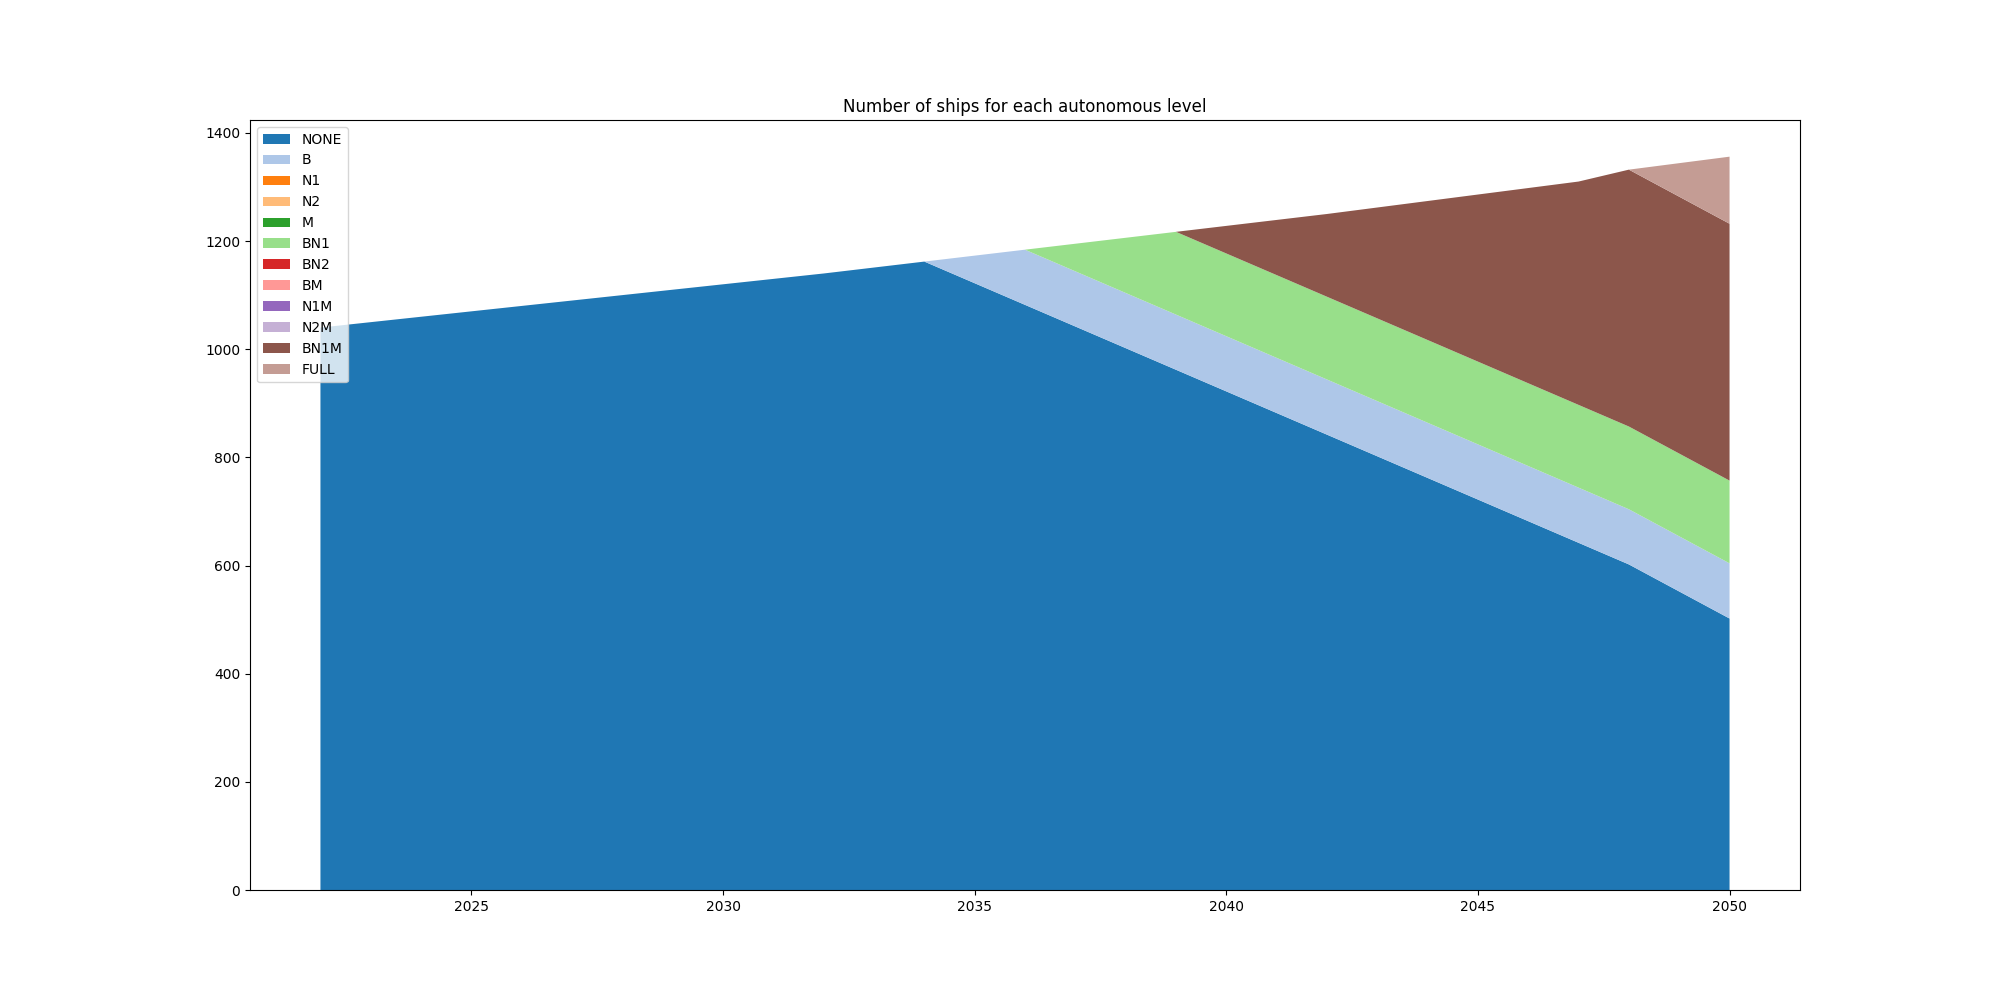 Number of ships for each autonomous level
1400
1200
1000
800
600
400
200
0
NONE
B
N1
N2
M
BN1
BN2
BM
N1M
N2M
BN1M
FULL
2025 2030 2035 2040 2045 2050